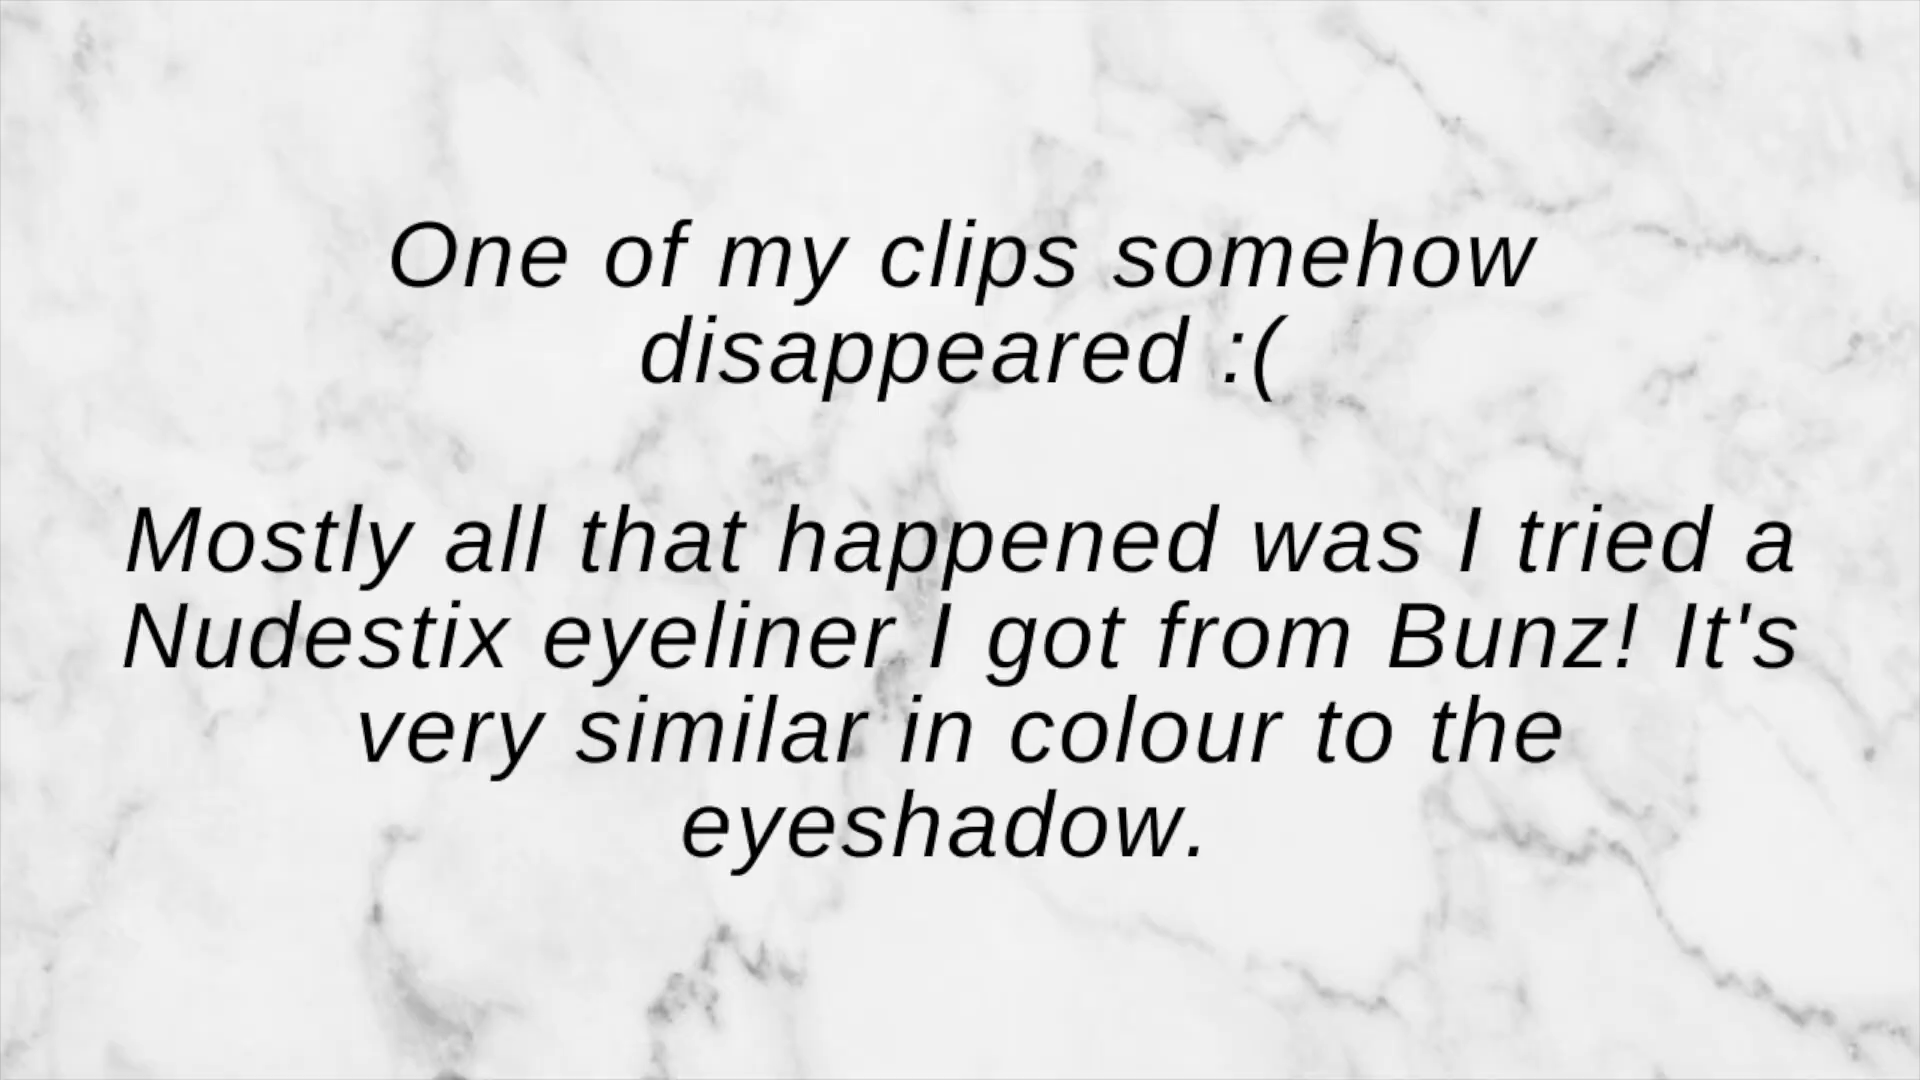 One of my clips somehow
disappeared :(
Mostly all that happened was I tried a
Nudestix eyeliner I got from Bunz! It's
very similar in colour to the
eyeshadow.